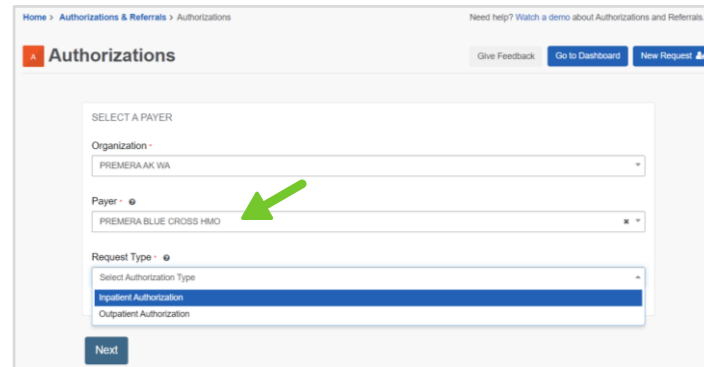 Home > Authorizations & Referrals > Authorizations
Need help? Watch a demo about Authorizations and Referrals.
A Authorizations
Give Feedback
Go to Dashboard
New Request
SELECT A PAYER
Organization
PREMERA AK WA
Payer
PREMERA BLUE CROSS HMO
Request Type
Select Authorization Type
Inpatient Authorization
Outpatient Authorization
Next